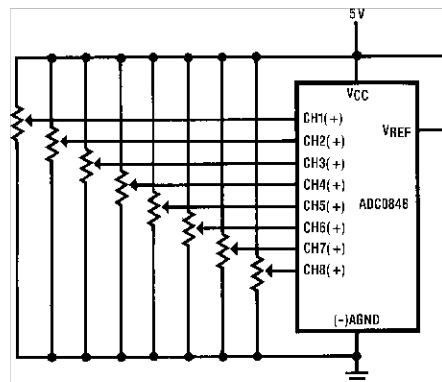 5V
VCC
CH1(+)
VREF
CH2(+)
CH3(+)
CH4(+)
CH5(+)
ADC0848
CH6(+)
CH7(+)
CH8(+)
(-)AGND